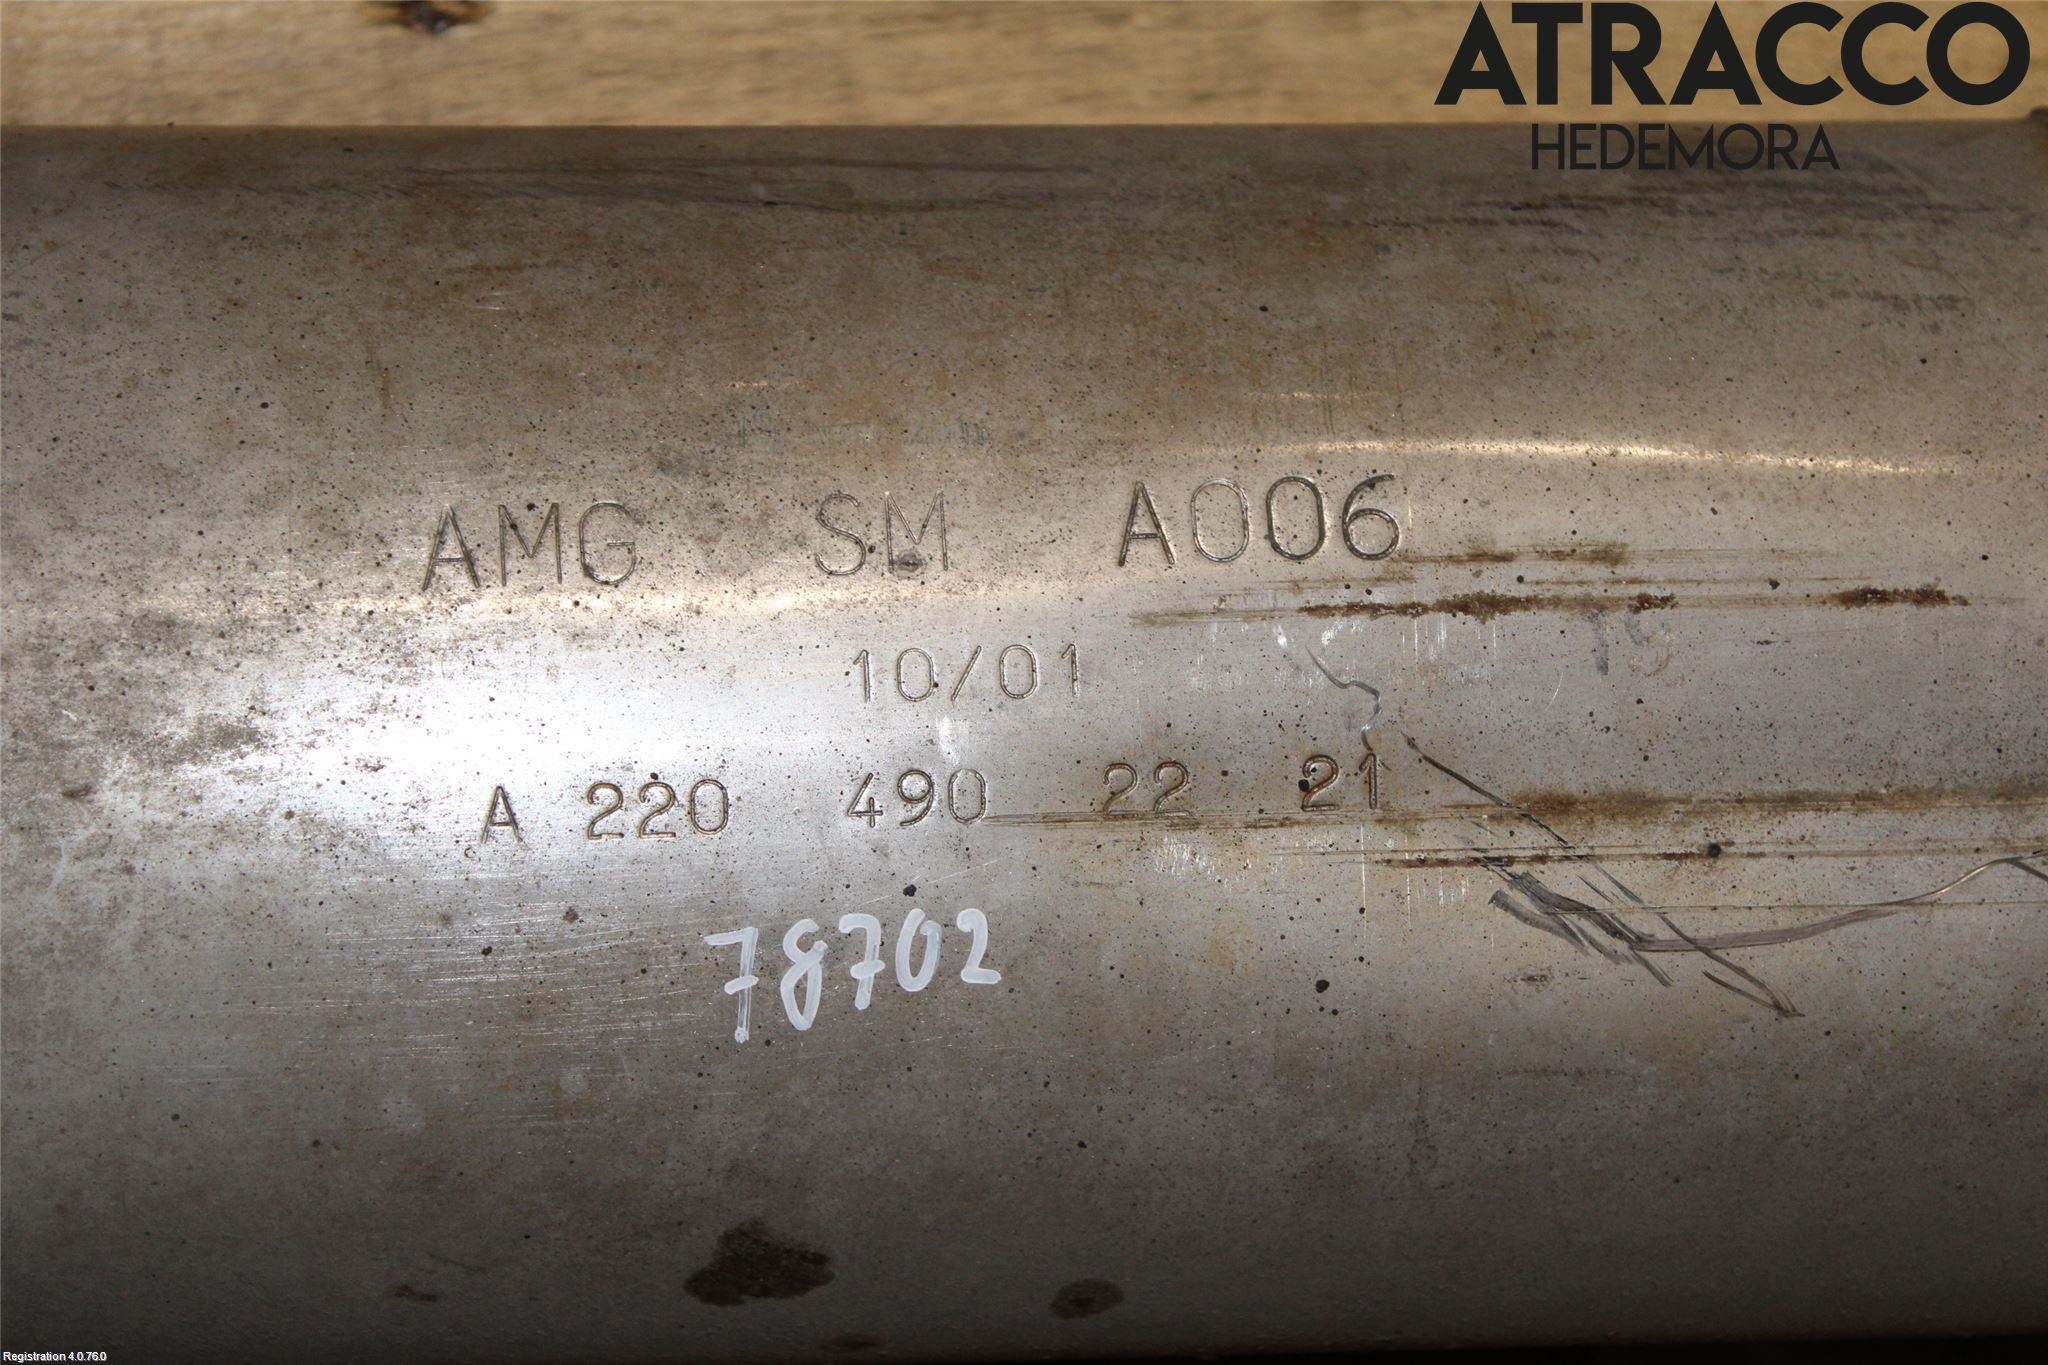 ATRACCO
HEDEMORA
AMG SM A006
10/01
A 220 490 22 21
78702
Registration 4.0.76.0